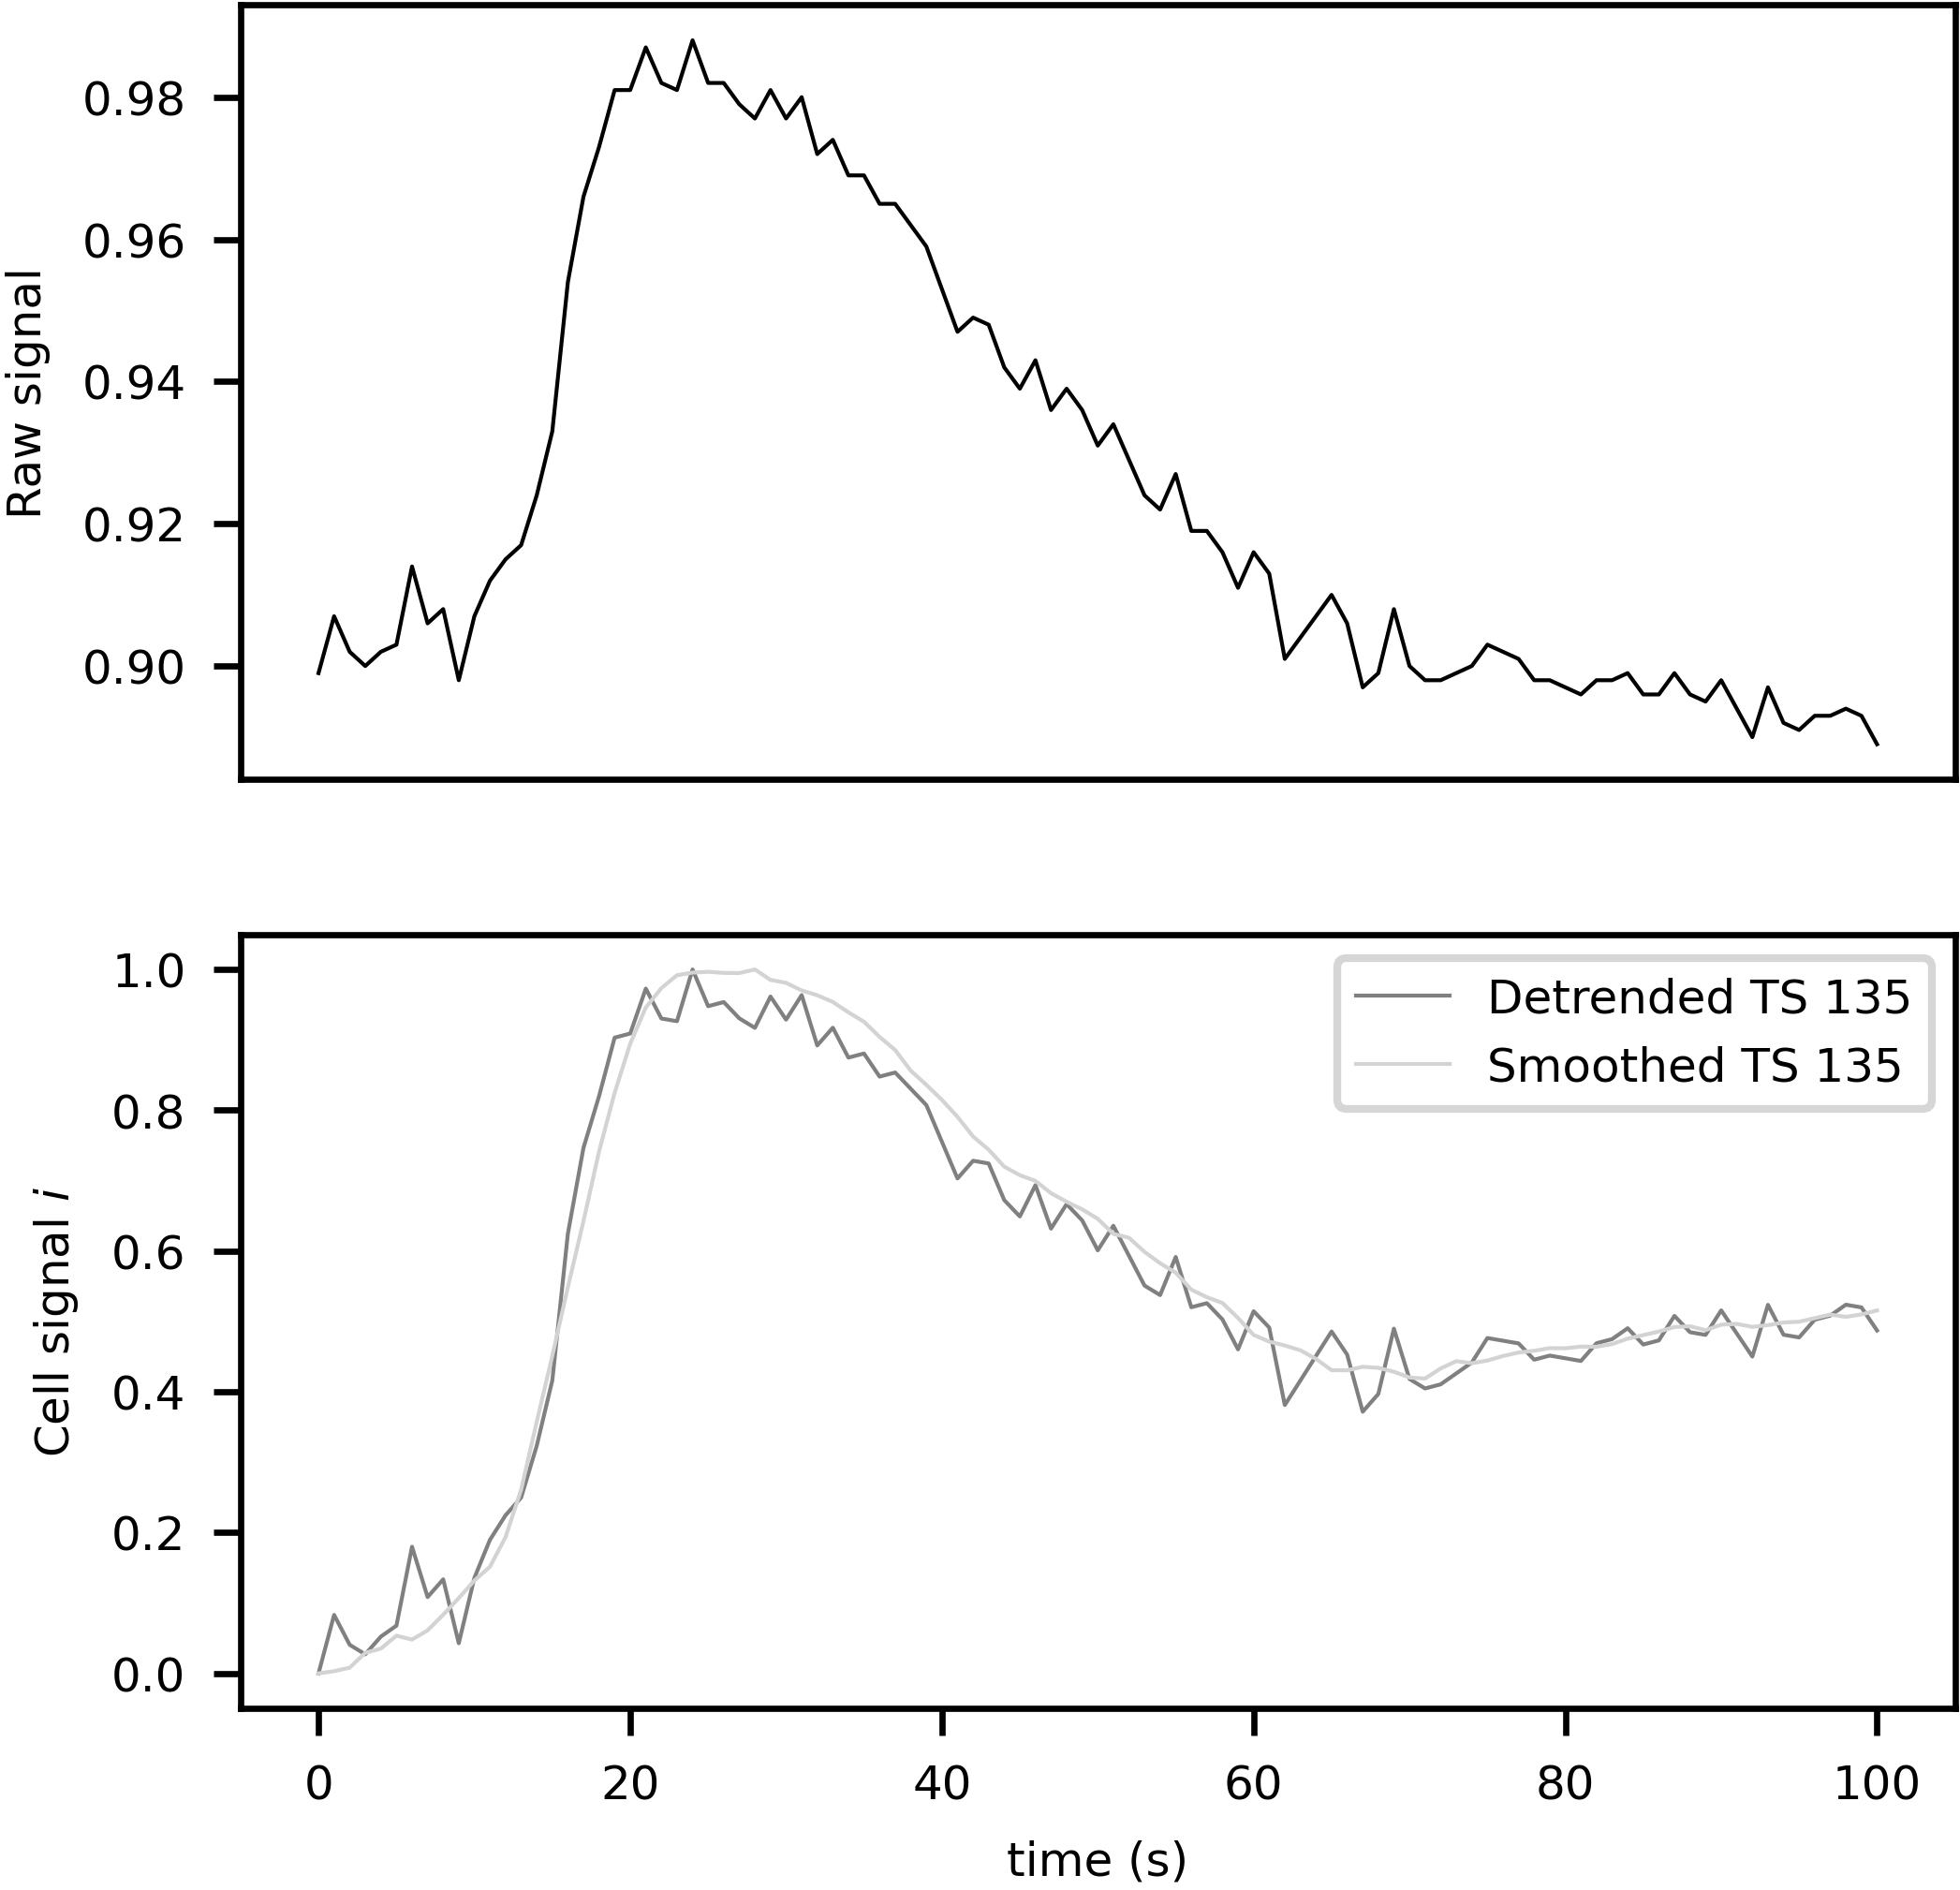 Raw signal
0.98
0.96
0.94
0.92
0.90
Cell signal i
1.0
0.8
0.6
0.4
0.2
0.0
Detrended TS 135
Smoothed TS 135
0 20 40 60 80 100
time (s)